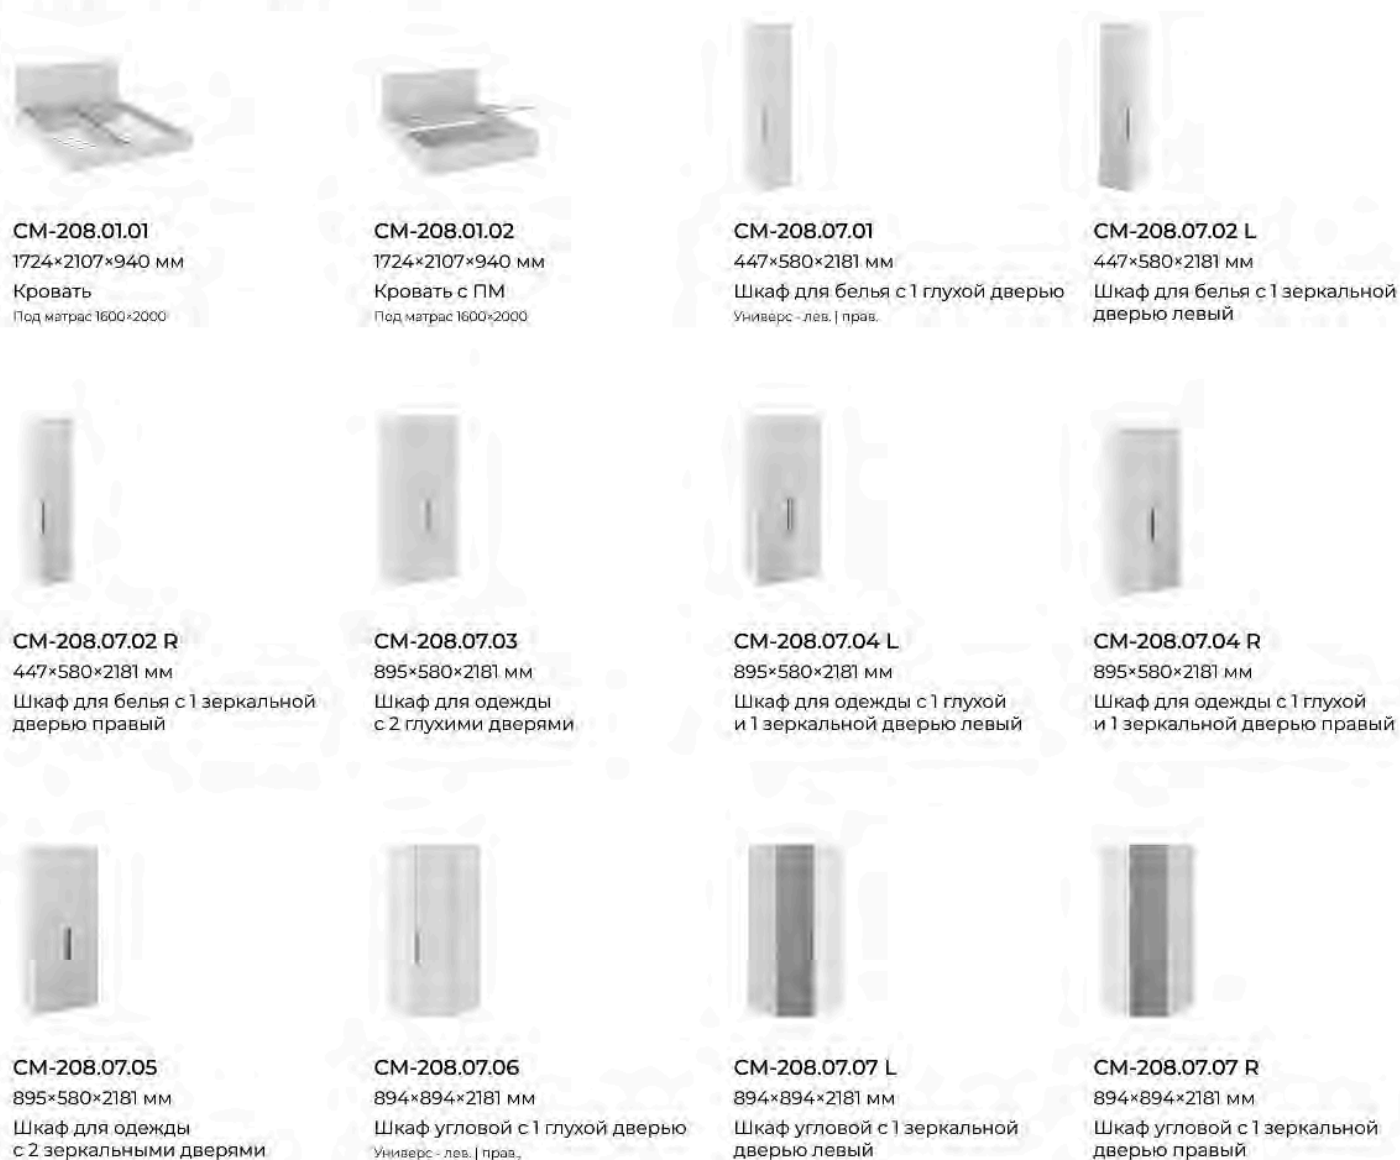 СМ-208.01.01
1724×2107×940 мм
Кровать
Под матрас 1600×2000
СМ-208.01.02
1724×2107×940 мм
Кровать с ПМ
Под матрас 1600×2000
СМ-208.07.01
447×580×2181 мм
Шкаф для белья с 1 глухой дверью
Универс - лев. | прав.
СМ-208.07.02 L
447×580×2181 мм
Шкаф для белья с 1 зеркальной
дверью левый
СМ-208.07.02 R
447×580×2181 мм
Шкаф для белья с 1 зеркальной
дверью правый
СМ-208.07.03
895×580×2181 мм
Шкаф для одежды
с 2 глухими дверями
СМ-208.07.04 L
895×580×2181 мм
Шкаф для одежды с 1 глухой
и 1 зеркальной дверью левый
СМ-208.07.04 R
895×580×2181 мм
Шкаф для одежды с 1 глухой
и 1 зеркальной дверью правый
СМ-208.07.05
895×580×2181 мм
Шкаф для одежды
с 2 зеркальными дверями
СМ-208.07.06
894×894×2181 мм
Шкаф угловой с 1 глухой дверью
Универс - лев. | прав.,
СМ-208.07.07 L
894×894×2181 мм
Шкаф угловой с 1 зеркальной
дверью левый
СМ-208.07.07 R
894×894×2181 мм
Шкаф угловой с 1 зеркальной
дверью правый